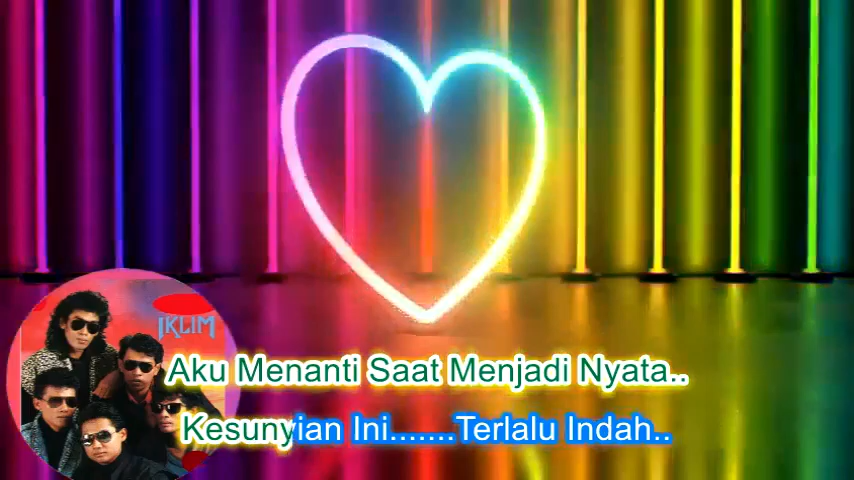 IKLIM
Aku Menanti Saat Menjadi Nyata..
Kesunyian Ini.......Terlalu Indah..